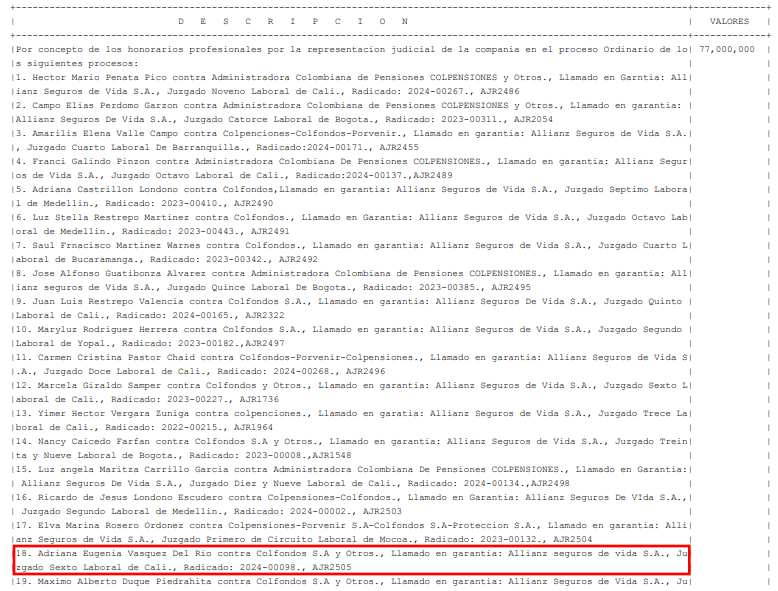 D E S C R I P C I O N | VALORES
|Por concepto de los honorarios profesionales por la representacion judicial de la compania en el proceso Ordinario de lo| 77,000,000 |
|s siguientes procesos:
|1. Hector Mario Penata Pico contra Administradora Colombiana de Pensiones COLPENSIONES y Otros., Llamado en Garntia: All|
|ianz Seguros de Vida S.A., Juzgado Noveno Laboral de Cali., Radicado: 2024-00267., AJR2486
|2. Campo Elias Perdomo Garzon contra Administradora Colombiana de Pensiones COLPENSIONES y Otros., Llamado en garantia: |
|Allianz Seguros De Vida S.A., Juzgado Catorce Laboral de Bogota., Radicado: 2023-00311., AJR2054
|3. Amarilis Elena Valle Campo contra Colpenciones-Colfondos-Porvenir., Llamado en garantia: Allianz Seguros de Vida S.A.|
|, Juzgado Cuarto Laboral De Barranquilla., Radicado:2024-00171., AJR2455
|4. Franci Galindo Pinzon contra Administradora Colombiana De Pensiones COLPENSIONES., Llamado en garantia: Allianz Segur|
|os de Vida S.A., Juzgado Octavo Laboral de Cali., Radicado:2024-00137.,AJR2489
|5. Adriana Castrillon Londono contra Colfondos,Llamado en garantia: Allianz Seguros de Vida S.A., Juzgado Septimo Labora|
|l de Medellin., Radicado: 2023-00410., AJR2490
|6. Luz Stella Restrepo Martinez contra Colfondos., Llamado en Garantia: Allianz Seguros de Vida S.A., Juzgado Octavo Lab|
|oral de Medellin., Radicado: 2023-00443., AJR2491
|7. Saul Frnacisco Martinez Warnes contra Colfondos., Llamado en garantia: Allianz Seguros de Vida S.A., Juzgado Cuarto L|
|aboral de Bucaramanga., Radicado: 2023-00342., AJR2492
|8. Jose Alfonso Guatibonza Alvarez contra Administradora Colombiana de Pensiones COLPENSIONES., Llamado en garantia: All|
|ianz seguros de Vida S.A., Juzgado Quince Laboral De Bogota., Radicado: 2023-00385., AJR2495
|9. Juan Luis Restrepo Valencia contra Colfondos S.A., Llamado en garantia: Allianz Seguros De Vida S.A., Juzgado Quinto |
|Laboral de Cali., Radicado: 2024-00165., AJR2322
|10. Maryluz Rodriguez Herrera contra Colfondos S.A., Llamado en garantia: Allianz Seguros de Vida S.A., Juzgado Segundo |
|Laboral de Yopal., Radicado: 2023-00182.,AJR2497
|11. Carmen Cristina Pastor Chaid contra Colfondos-Porvenir-Colpensiones., Llamado en garantia: Allianz Seguros de Vida S|
|.A., Juzgado Doce Laboral de Cali., Radicado: 2024-00268., AJR2496
|12. Marcela Giraldo Samper contra Colfondos y Otros., Llamado en garantia: Allianz Seguros de Vida S.A., Juzgado Sexto L|
|aboral de Cali., Radicado: 2023-00227., AJR1736
|13. Yimer Hector Vergara Zuniga contra colpenciones., Llamado en garatia: Allianz Seguros de Vida S.A., Juzgado Trece La|
|boral de Cali., Radicado: 2022-00215., AJR1964
|14. Nancy Caicedo Farfan contra Colfondos S.A y Otros., Llamado en garantia: Allianz Seguros de Vida S.A., Juzgado Trein|
|ta y Nueve Laboral de Bogota., Radicado: 2023-00008.,AJR1548
|15. Luz angela Maritza Carrillo Garcia contra Administradora Colombiana De Pensiones COLPENSIONES., Llamado en Garantia:|
| Allianz Seguros De Vida S.A., Juzgado Diez y Nueve Laboral de Cali., Radicado: 2024-00134.,AJR2498
|16. Ricardo de Jesus Londono Escudero contra Colpensiones-Colfondos., Llamado en Garantia: Allianz Seguros De VIda S.A.,|
| Juzgado Segundo Laboral de Medellin., Radicado: 2024-00002., AJR2503
|17. Elva Marina Rosero Ordonez contra Colpensiones-Porvenir S.A-Colfondos S.A-Proteccion S.A., Llamado en garantia: Alli|
|anz Seguros de Vida S.A., Juzgado Primero de Circuito Laboral de Mocoa., Radicado: 2023-00132., AJR2504
|18. Adriana Eugenia Vasquez Del Rio contra Colfondos S.A y Otros., Llamado en garantia: Allianz seguros de vida S.A., Ju|
|zgado Sexto Laboral de Cali., Radicado: 2024-00098., AJR2505
|19. Maximo Alberto Duque Piedrahita contra Colfondos S.A y Otros., Llamado en garantia: Allianz Seguros de Vida S.A., Ju|